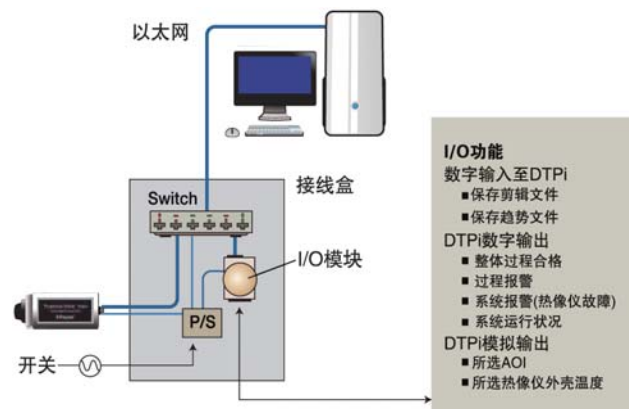 以太网
接线盒
Switch
I/O模块
P/S
开关
I/O功能
数字输入至DTPi
■保存剪辑文件
■保存趋势文件
DTPi数字输出
■ 整体过程合格
■ 过程报警
■ 系统报警(热像仪故障)
■ 系统运行状况
DTPi模拟输出
■所选AOI
■所选热像仪外壳温度